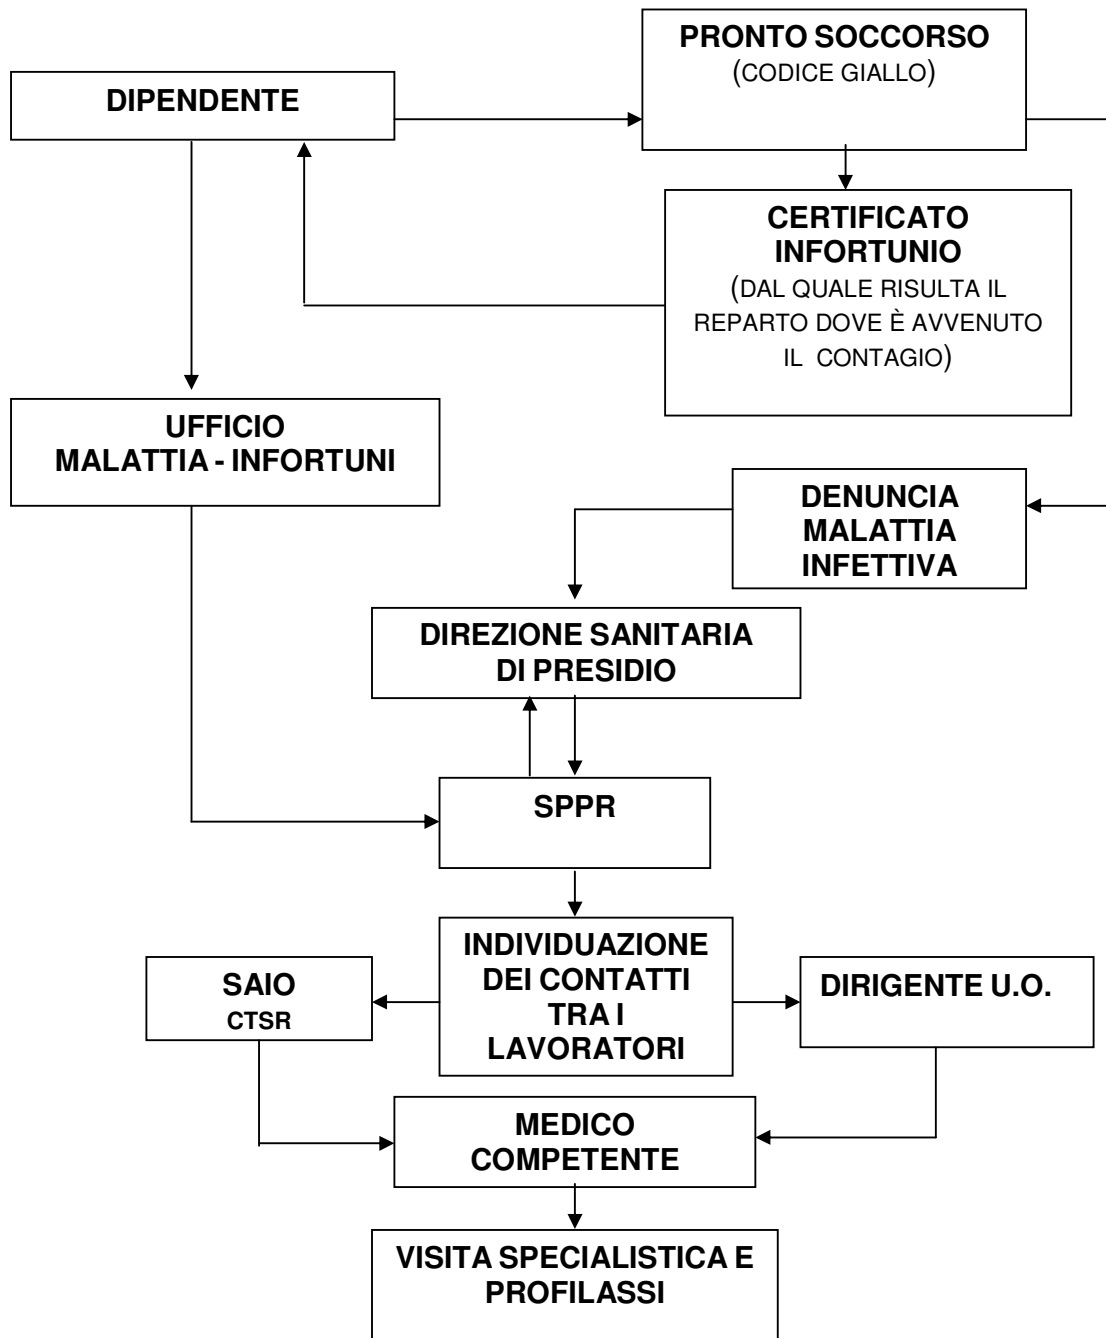 PRONTO SOCCORSO
(CODICE GIALLO)
DIPENDENTE
CERTIFICATO
INFORTUNIO
(DAL QUALE RISULTA IL
REPARTO DOVE È AVVENUTO
IL CONTAGIO)
UFFICIO
MALATTIA - INFORTUNI
DENUNCIA
MALATTIA
INFETTIVA
DIREZIONE SANITARIA
DI PRESIDIO
SPPR
INDIVIDUAZIONE
DEI CONTATTI
TRA I
LAVORATORI
SAIO
CTSR
DIRIGENTE U.O.
MEDICO
COMPETENTE
VISITA SPECIALISTICA E
PROFILASSI